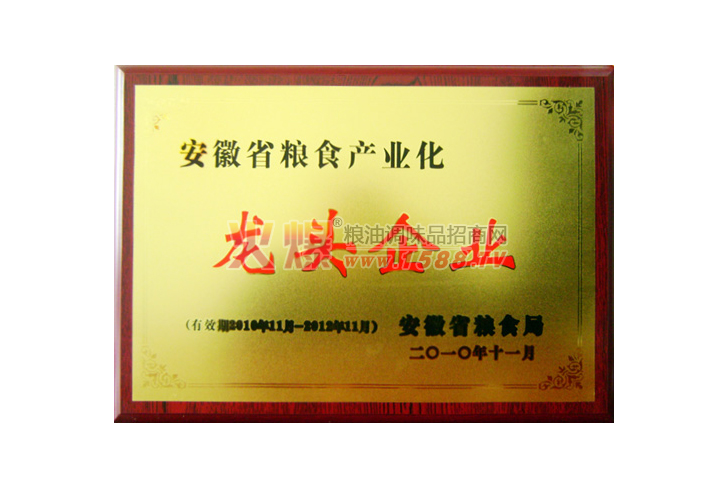 安徽省粮食产业化
龙头企业
火爆®粮油调味品招商网
www.1588.tv
(有效期2010年11月-2012年11月)
安徽省粮食局
二〇一〇年十一月